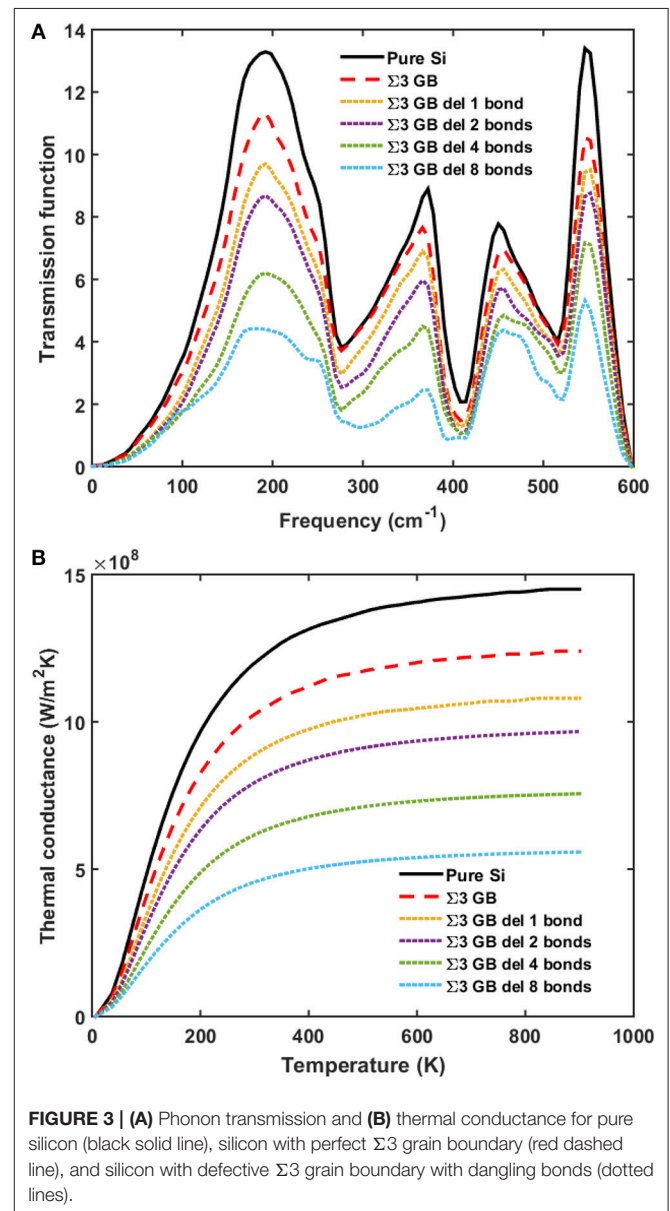 A
14
12
10
8
6
4
2
0
Transmission function
Pure Si
Σ3 GB
Σ3 GB del 1 bond
Σ3 GB del 2 bonds
Σ3 GB del 4 bonds
Σ3 GB del 8 bonds
0 100 200 300 400 500 600
Frequency (cm⁻¹)
B
×10⁸
15
10
5
0
Thermal conductance (W/m²K)
Pure Si
Σ3 GB
Σ3 GB del 1 bond
Σ3 GB del 2 bonds
Σ3 GB del 4 bonds
Σ3 GB del 8 bonds
0 200 400 600 800 1000
Temperature (K)
FIGURE 3 | (A) Phonon transmission and (B) thermal conductance for pure
silicon (black solid line), silicon with perfect Σ3 grain boundary (red dashed
line), and silicon with defective Σ3 grain boundary with dangling bonds (dotted
lines).